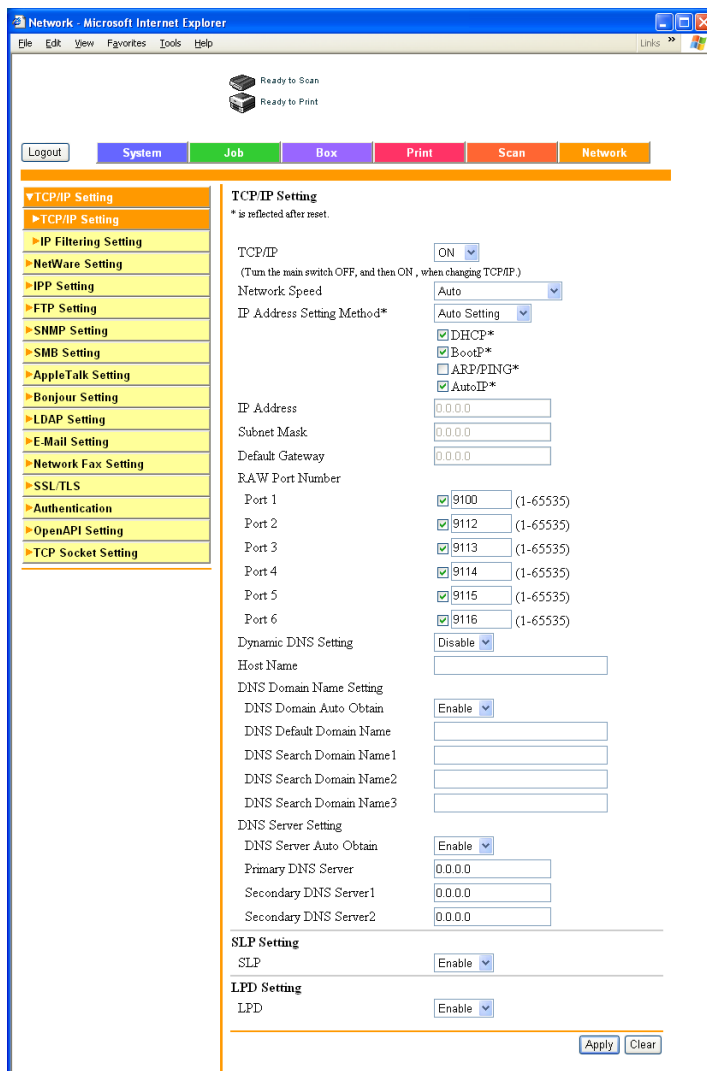 Network - Microsoft Internet Explorer
File Edit View Favorites Tools Help Links »
Ready to Scan
Ready to Print
Logout System Job Box Print Scan Network
▼TCP/IP Setting
►TCP/IP Setting
►IP Filtering Setting
►NetWare Setting
►IPP Setting
►FTP Setting
►SNMP Setting
►SMB Setting
►AppleTalk Setting
►Bonjour Setting
►LDAP Setting
►E-Mail Setting
►Network Fax Setting
►SSL/TLS
►Authentication
►OpenAPI Setting
►TCP Socket Setting
TCP/IP Setting
* is reflected after reset.
TCP/IP ON
(Turn the main switch OFF, and then ON , when changing TCP/IP.)
Network Speed Auto
IP Address Setting Method* Auto Setting
DHCP*
BootP*
ARP/PING*
AutoIP*
IP Address 0.0.0.0
Subnet Mask 0.0.0.0
Default Gateway 0.0.0.0
RAW Port Number
Port 1 9100 (1-65535)
Port 2 9112 (1-65535)
Port 3 9113 (1-65535)
Port 4 9114 (1-65535)
Port 5 9115 (1-65535)
Port 6 9116 (1-65535)
Dynamic DNS Setting Disable
Host Name
DNS Domain Name Setting
DNS Domain Auto Obtain Enable
DNS Default Domain Name
DNS Search Domain Name1
DNS Search Domain Name2
DNS Search Domain Name3
DNS Server Setting
DNS Server Auto Obtain Enable
Primary DNS Server 0.0.0.0
Secondary DNS Server1 0.0.0.0
Secondary DNS Server2 0.0.0.0
SLP Setting
SLP Enable
LPD Setting
LPD Enable
Apply Clear